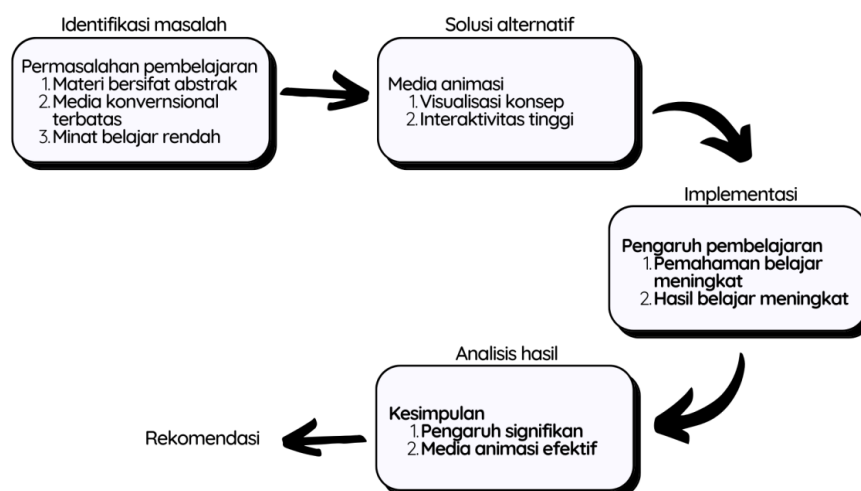 Identifikasi masalah
Permasalahan pembelajaran
1. Materi bersifat abstrak
2. Media konvernsional
terbatas
3. Minat belajar rendah
Solusi alternatif
Media animasi
1. Visualisasi konsep
2. Interaktivitas tinggi
Implementasi
Pengaruh pembelajaran
1. Pemahaman belajar
meningkat
2. Hasil belajar meningkat
Analisis hasil
Kesimpulan
1. Pengaruh signifikan
2. Media animasi efektif
Rekomendasi